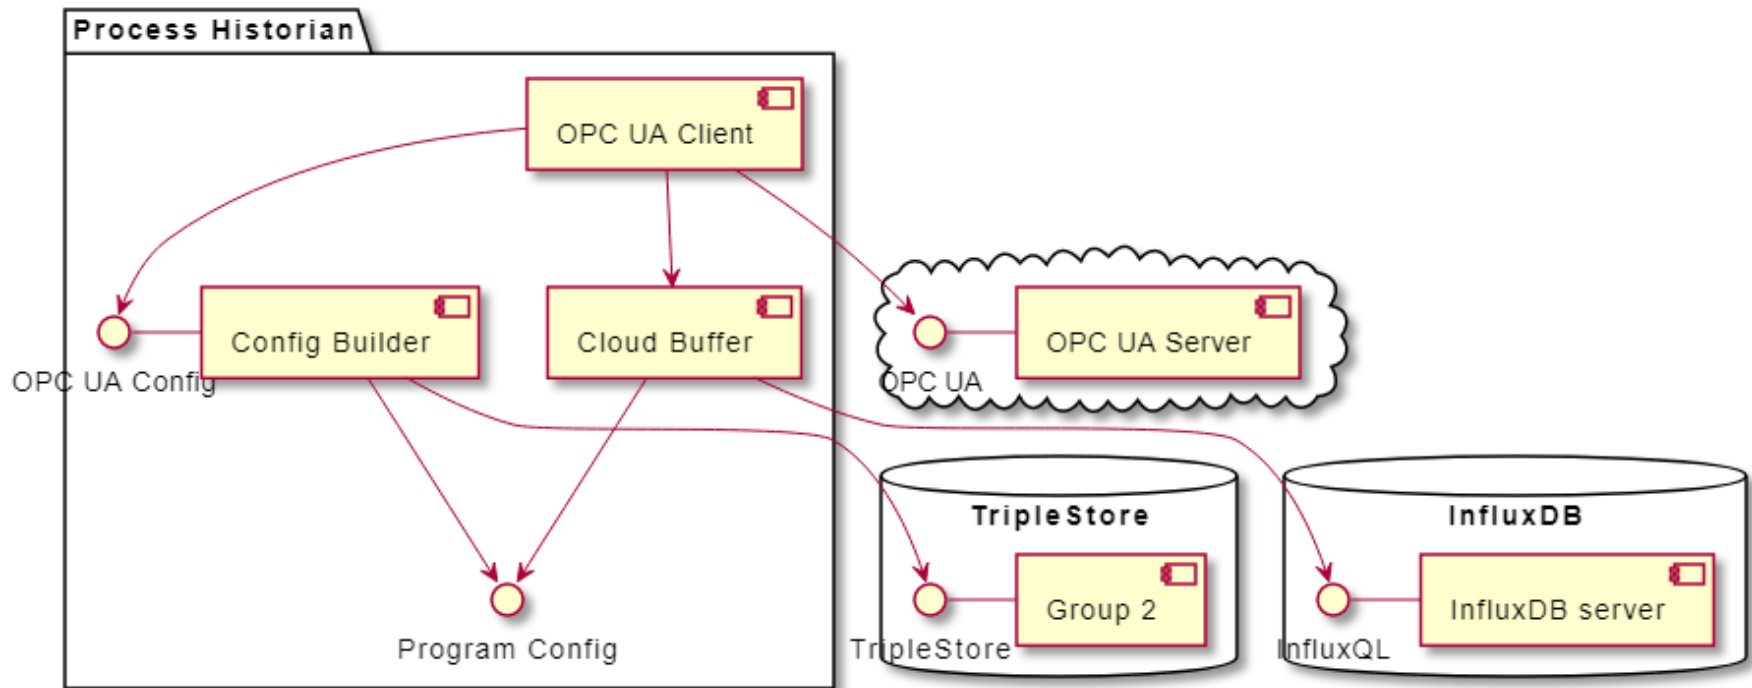 Process Historian
OPC UA Client
Config Builder
Cloud Buffer
OPC UA Server
OPC UA Config
OPC UA
TripleStore
InfluxDB
Group 2
InfluxDB server
Program Config
TripleStore
InfluxQL